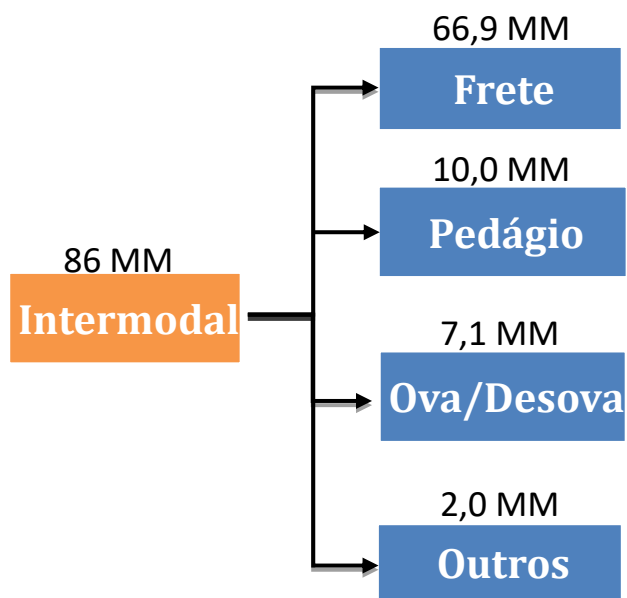 86 MM
Intermodal
66,9 MM
Frete
10,0 MM
Pedágio
7,1 MM
Ova/Desova
2,0 MM
Outros